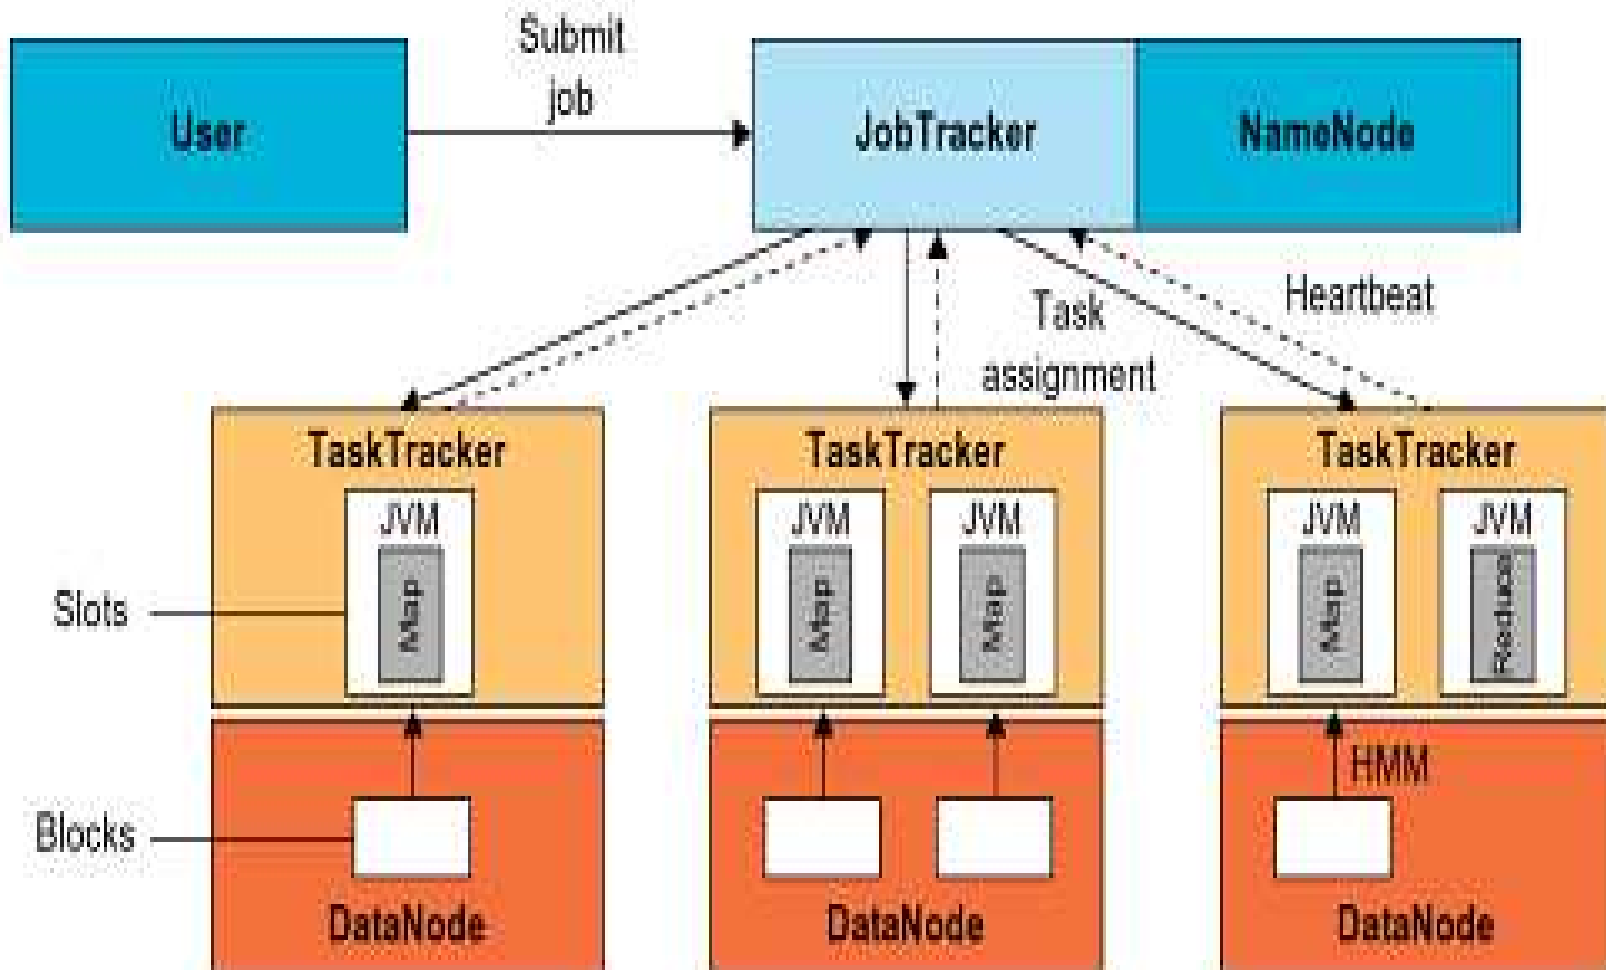 Submit
job
User
JobTracker
NameNode
Heartbeat
Task
assignment
TaskTracker
TaskTracker
TaskTracker
JVM
JVM
JVM
JVM
JVM
Map
Map
Map
Map
Reduce
Slots
HMM
Blocks
DataNode
DataNode
DataNode